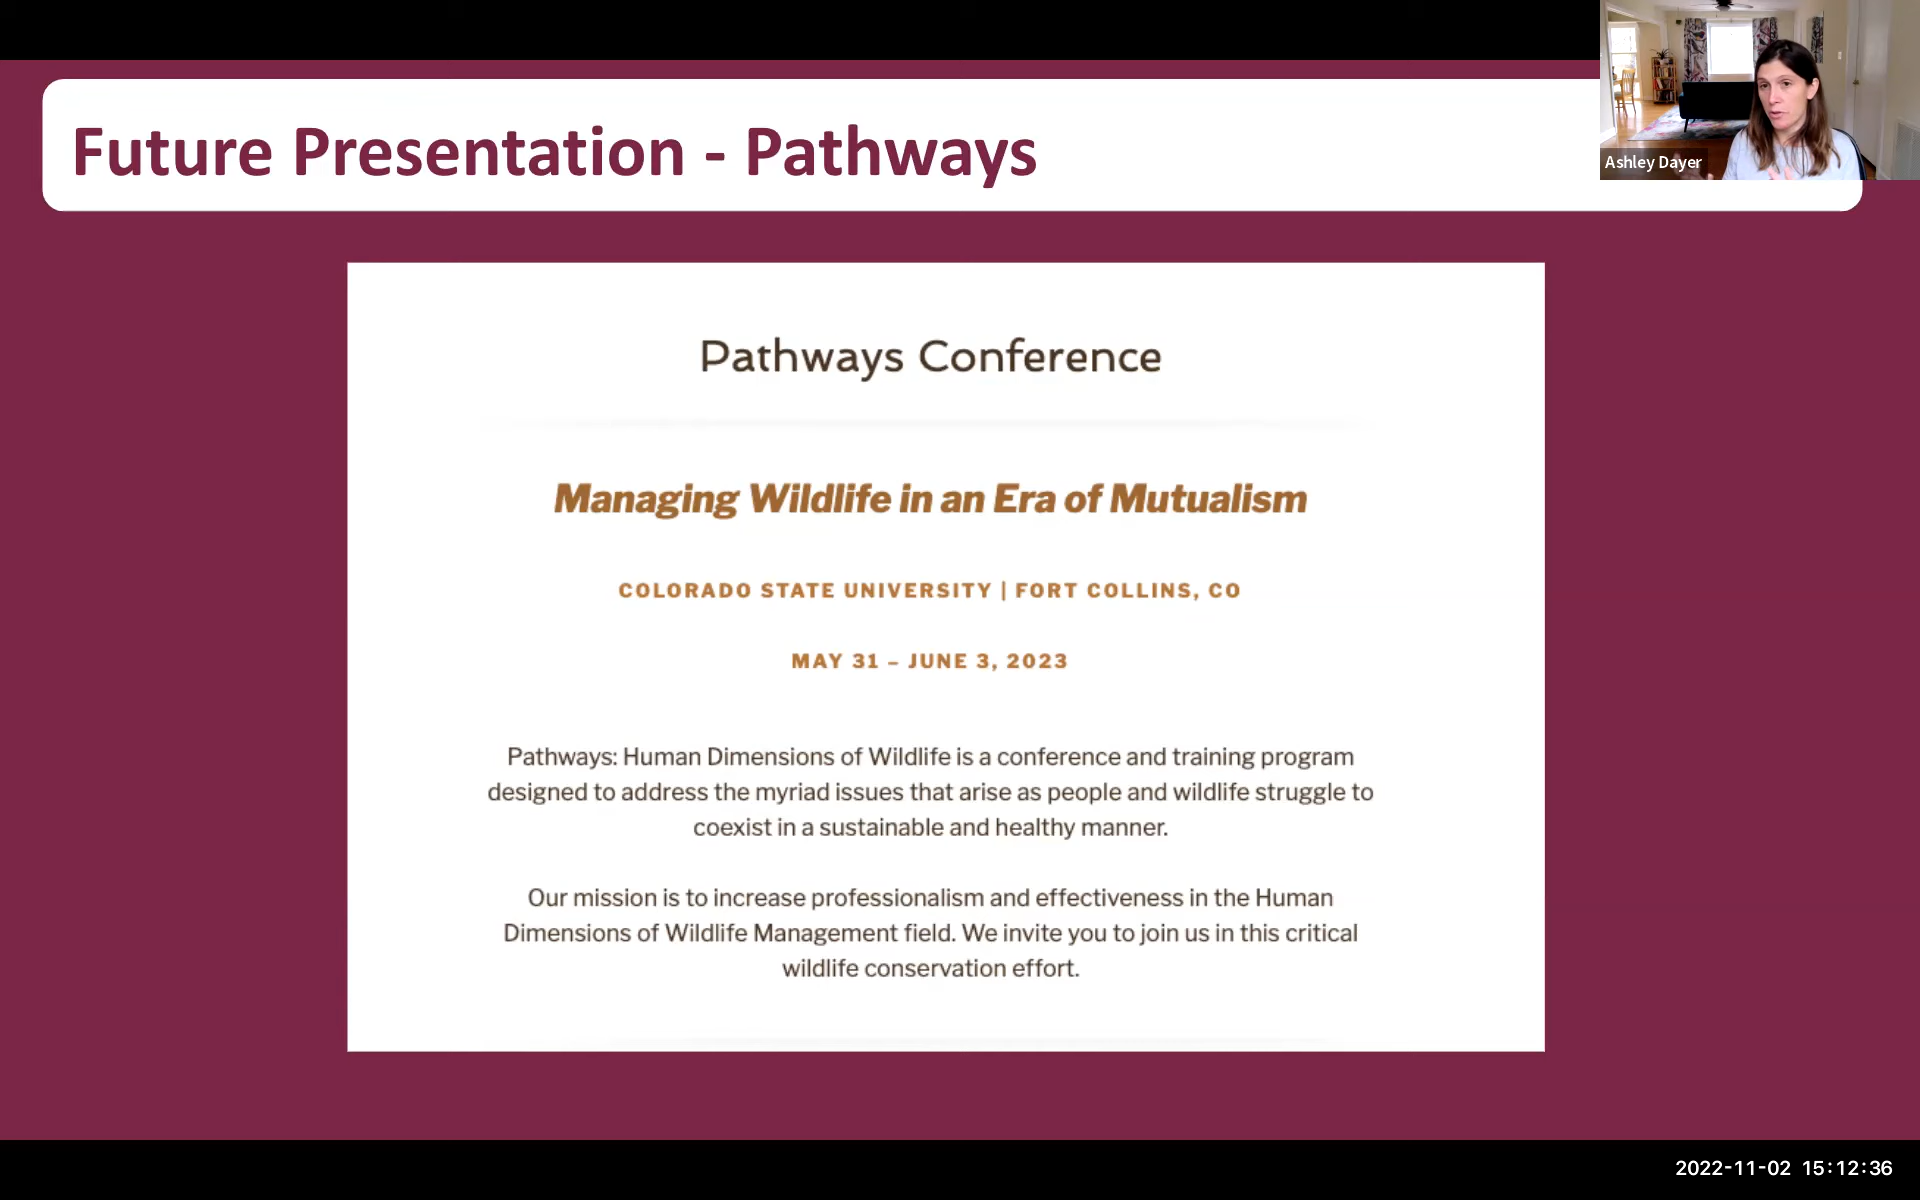 Future Presentation - Pathways
Ashley Dayer
Pathways Conference
Managing Wildlife in an Era of Mutualism
COLORADO STATE UNIVERSITY | FORT COLLINS, CO
MAY 31 – JUNE 3, 2023
Pathways: Human Dimensions of Wildlife is a conference and training program
designed to address the myriad issues that arise as people and wildlife struggle to
coexist in a sustainable and healthy manner.
Our mission is to increase professionalism and effectiveness in the Human
Dimensions of Wildlife Management field. We invite you to join us in this critical
wildlife conservation effort.
2022-11-02 15:12:36